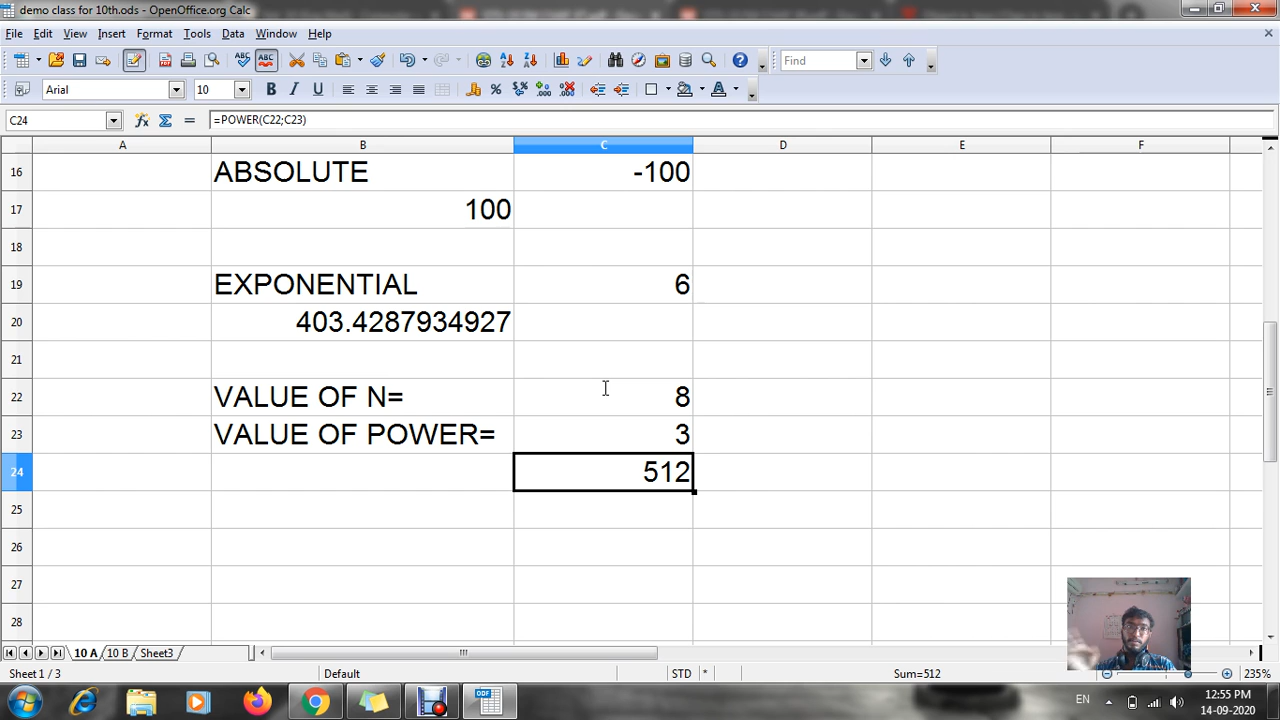 demo class for 10th.ods - OpenOffice.org Calc
File Edit View Insert Format Tools Data Window Help
Find
Arial 10
C24 =POWER(C22;C23)
A B C D E F
16 ABSOLUTE -100
17 100
18
19 EXPONENTIAL 6
20 403.4287934927
21
22 VALUE OF N= 8
23 VALUE OF POWER= 3
24 512
25
26
27
28
10 A 10 B Sheet3
Sheet 1 / 3 Default STD * Sum=512 235%
EN 12:55 PM
14-09-2020